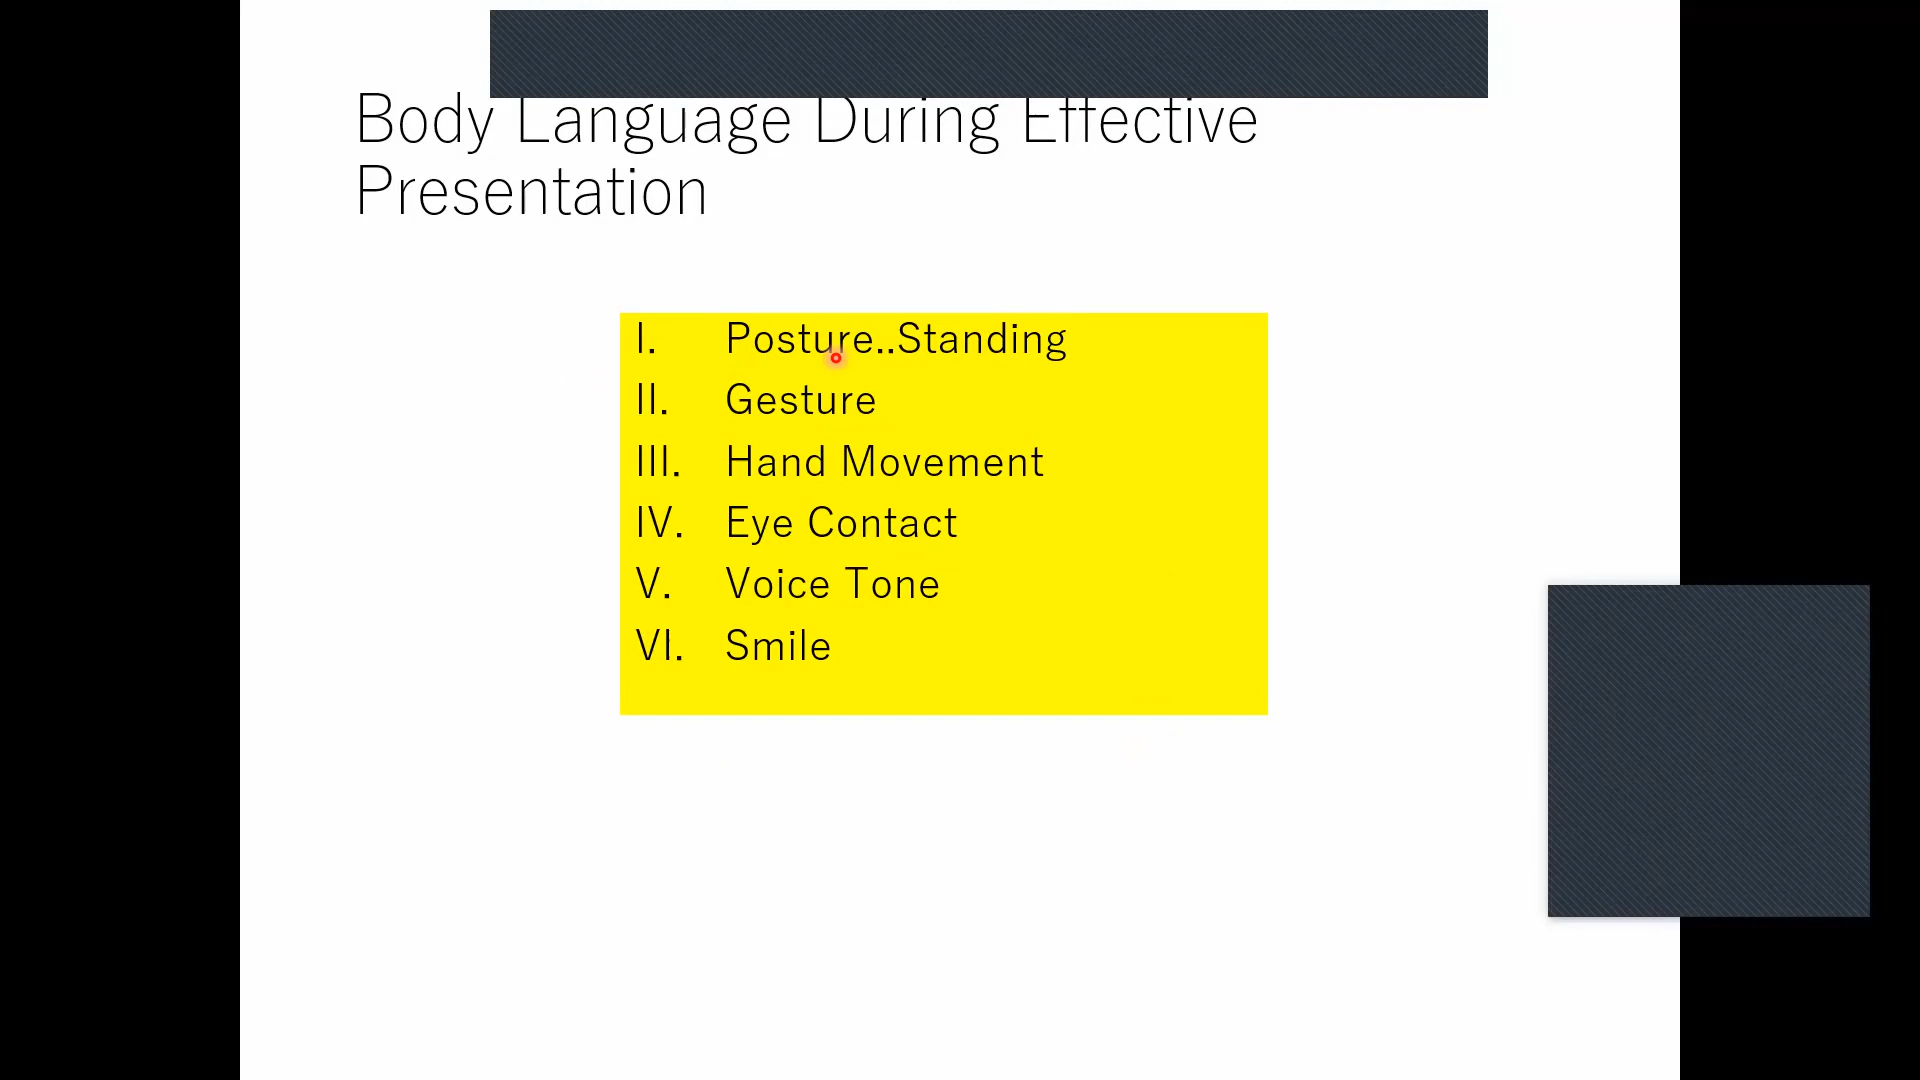 Body Language During Effective
Presentation
I. Posture..Standing
II. Gesture
III. Hand Movement
IV. Eye Contact
V. Voice Tone
VI. Smile